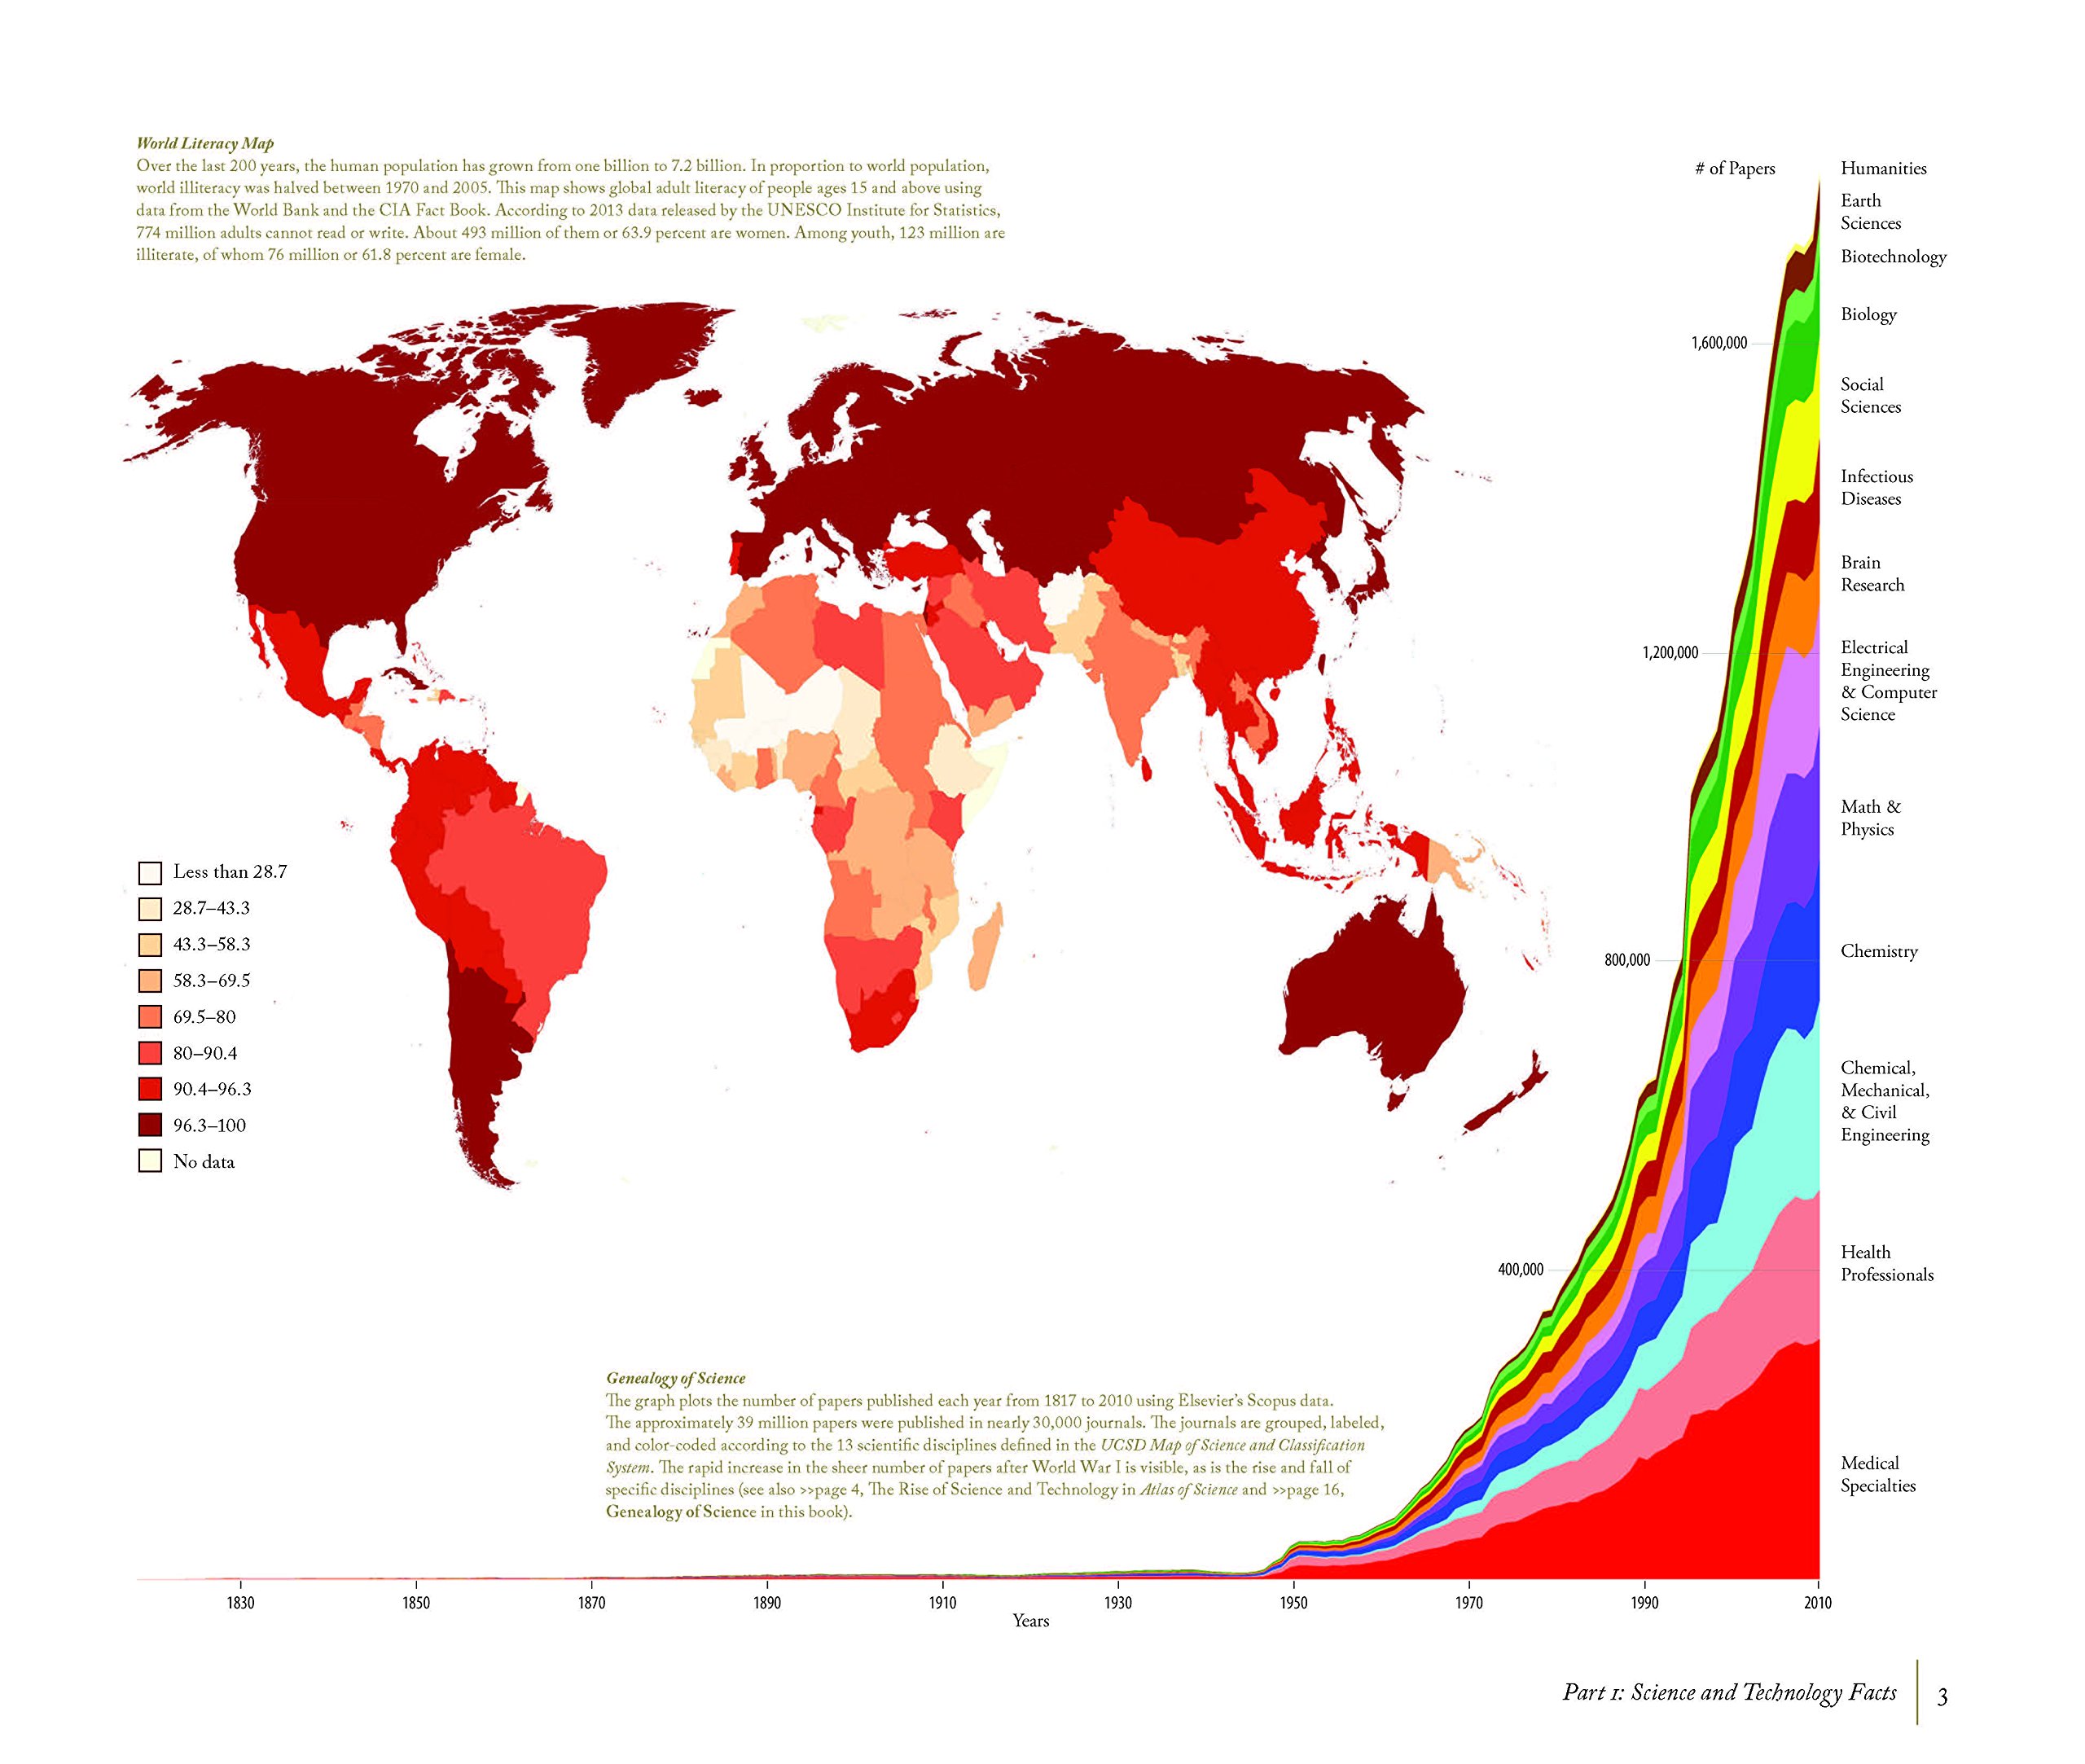 World Literacy Map
Over the last 200 years, the human population has grown from one billion to 7.2 billion. In proportion to world population,
world illiteracy was halved between 1970 and 2005. This map shows global adult literacy of people ages 15 and above using
data from the World Bank and the CIA Fact Book. According to 2013 data released by the UNESCO Institute for Statistics,
774 million adults cannot read or write. About 493 million of them or 63.9 percent are women. Among youth, 123 million are
illiterate, of whom 76 million or 61.8 percent are female.
# of Papers
1,600,000
1,200,000
800,000
400,000
Humanities
Earth
Sciences
Biotechnology
Biology
Social
Sciences
Infectious
Diseases
Brain
Research
Electrical
Engineering
& Computer
Science
Math &
Physics
Chemistry
Chemical,
Mechanical,
& Civil
Engineering
Health
Professionals
Medical
Specialties
Less than 28.7
28.7–43.3
43.3–58.3
58.3–69.5
69.5–80
80–90.4
90.4–96.3
96.3–100
No data
Genealogy of Science
The graph plots the number of papers published each year from 1817 to 2010 using Elsevier's Scopus data.
The approximately 39 million papers were published in nearly 30,000 journals. The journals are grouped, labeled,
and color-coded according to the 13 scientific disciplines defined in the UCSD Map of Science and Classification
System. The rapid increase in the sheer number of papers after World War I is visible, as is the rise and fall of
specific disciplines (see also >>page 4, The Rise of Science and Technology in Atlas of Science and >>page 16,
Genealogy of Science in this book).
1830 1850 1870 1890 1910 1930 1950 1970 1990 2010
Years
Part 1: Science and Technology Facts 3